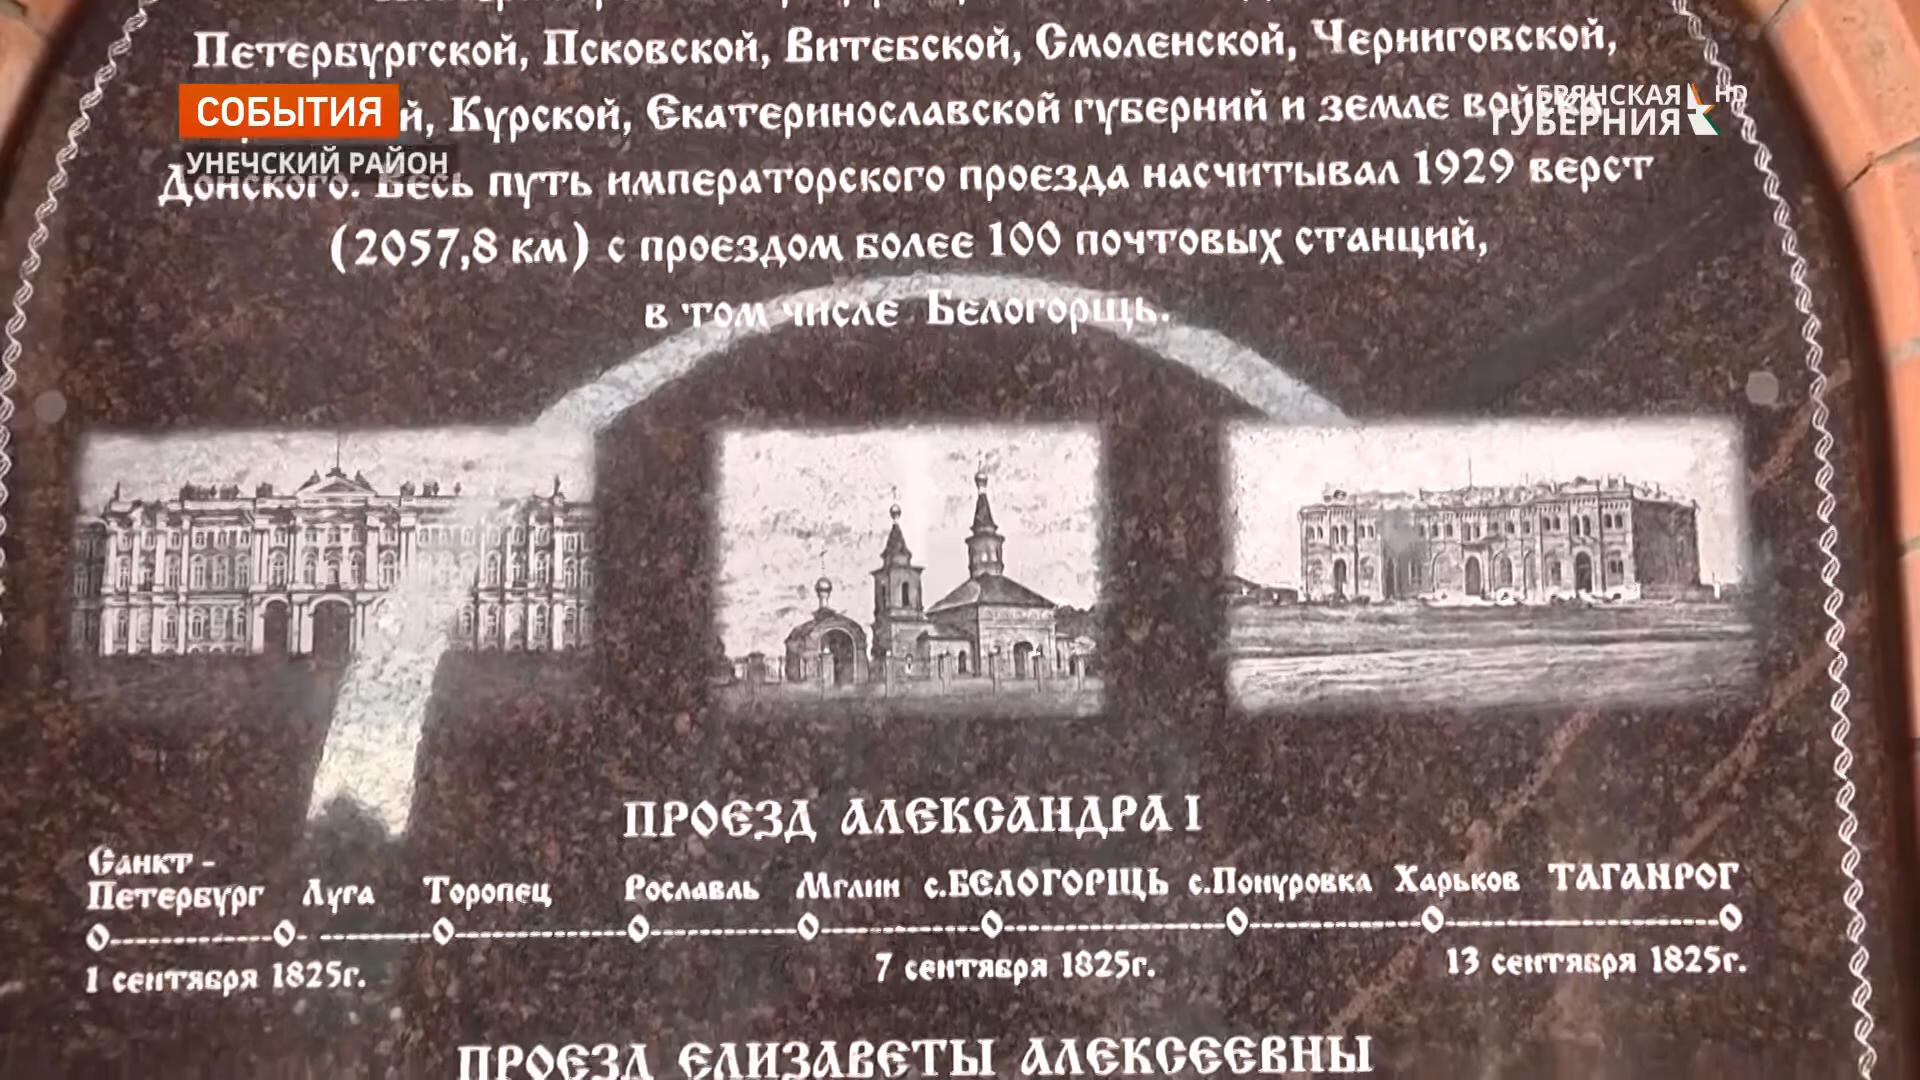 Петербургской, Псковской, Витебской, Смоленской, Черниговской,
й, Курской, Екатеринославской губерний и земле войска
Донского. Весь путь императорского проезда насчитывал 1929 верст
(2057,8 км) с проездом более 100 почтовых станций,
в том числе Белогорщь.
СОБЫТИЯ
УНЕЧСКИЙ РАЙОН
БРЯНСКАЯ HD
ГУБЕРНИЯ
ПРОЕЗД АЛЕКСАНДРА I
Санкт -
Петербург Луга Торопец Рославль Мглин с.БЕЛОГОРЩЬ с.Понуровка Харьков ТАГАНРОГ
1 сентября 1825г. 7 сентября 1825г. 13 сентября 1825г.
ПРОЕЗД ЕЛИЗАВЕТЫ АЛЕКСЕЕВНЫ